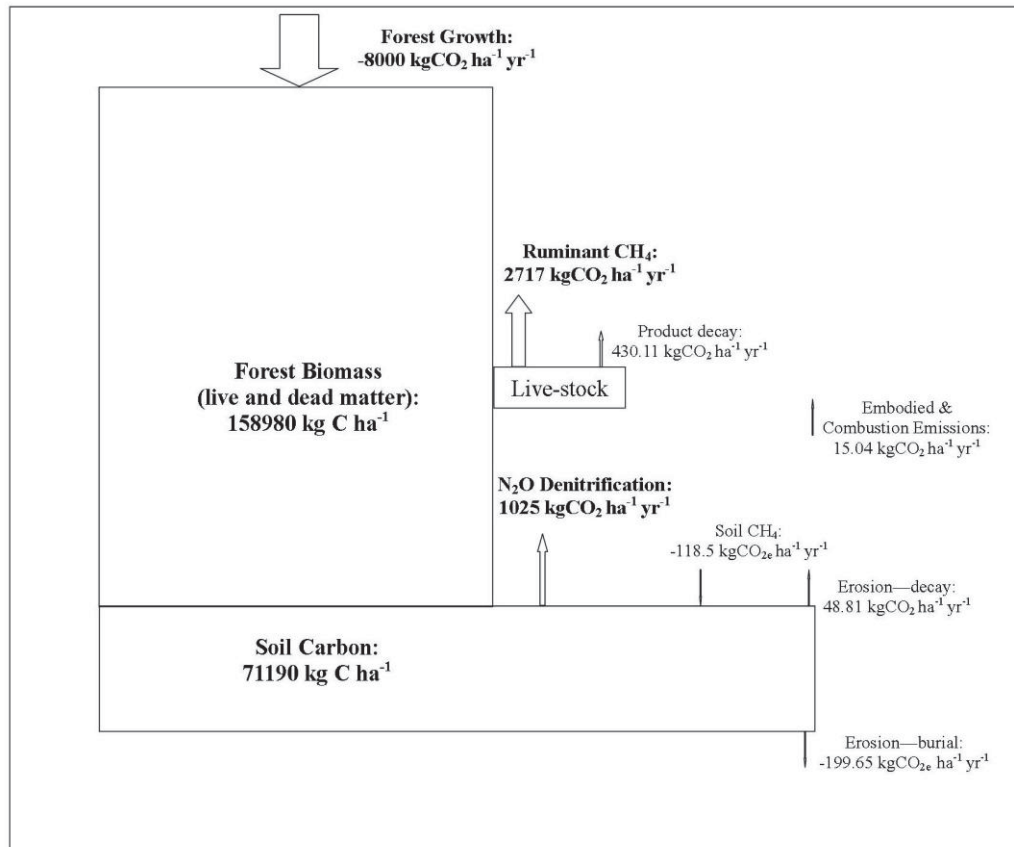 Forest Growth:
-8000 kgCO₂ ha⁻¹ yr⁻¹
Ruminant CH₄:
2717 kgCO₂ ha⁻¹ yr⁻¹
Product decay:
430.11 kgCO₂ ha⁻¹ yr⁻¹
Forest Biomass
(live and dead matter):
158980 kg C ha⁻¹
Live-stock
Embodied &
Combustion Emissions:
15.04 kgCO₂ ha⁻¹ yr⁻¹
N₂O Denitrification:
1025 kgCO₂ ha⁻¹ yr⁻¹
Soil CH₄:
-118.5 kgCO₂ₑ ha⁻¹ yr⁻¹
Erosion—decay:
48.81 kgCO₂ ha⁻¹ yr⁻¹
Soil Carbon:
71190 kg C ha⁻¹
Erosion—burial:
-199.65 kgCO₂ₑ ha⁻¹ yr⁻¹